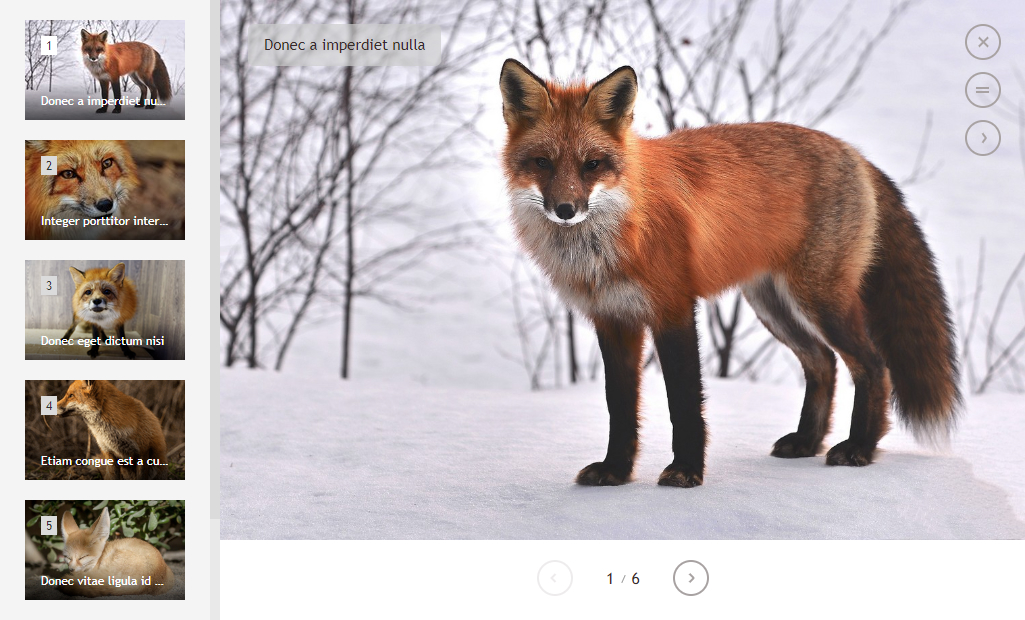 1
Donec a imperdiet nu...
2
Integer porttitor inter...
3
Donec eget dictum nisi
4
Etiam congue est a cu...
5
Donec vitae ligula id ...
Donec a imperdiet nulla
1 / 6